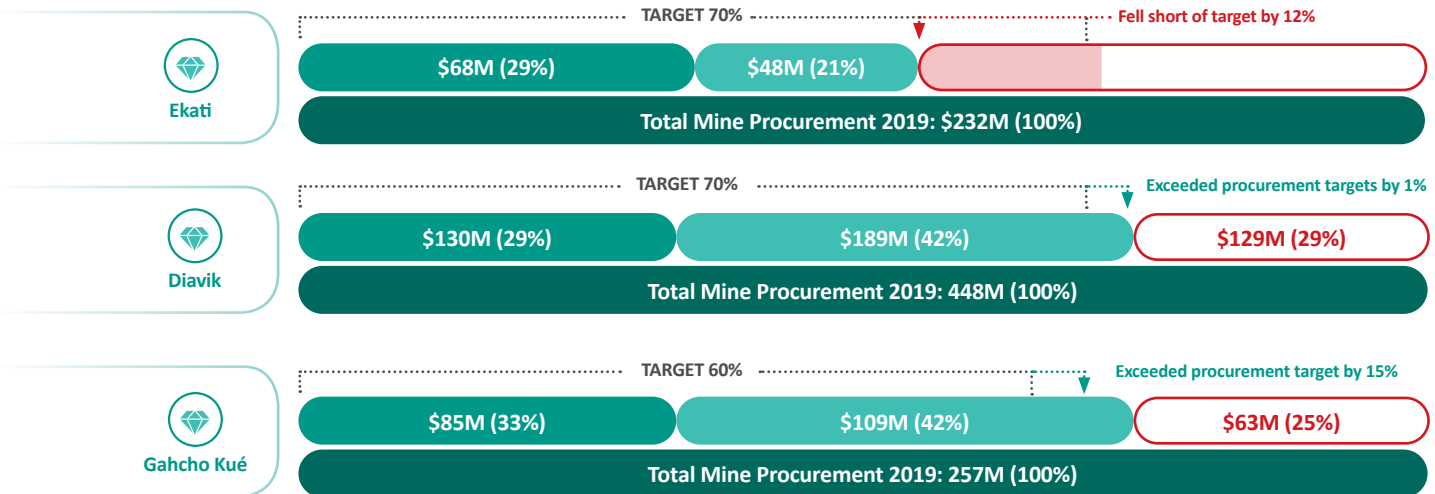 TARGET 70%
Fell short of target by 12%
$68M (29%)
$48M (21%)
Ekati
Total Mine Procurement 2019: $232M (100%)
TARGET 70%
Exceeded procurement targets by 1%
$130M (29%)
$189M (42%)
$129M (29%)
Diavik
Total Mine Procurement 2019: 448M (100%)
TARGET 60%
Exceeded procurement target by 15%
$85M (33%)
$109M (42%)
$63M (25%)
Gahcho Kué
Total Mine Procurement 2019: 257M (100%)